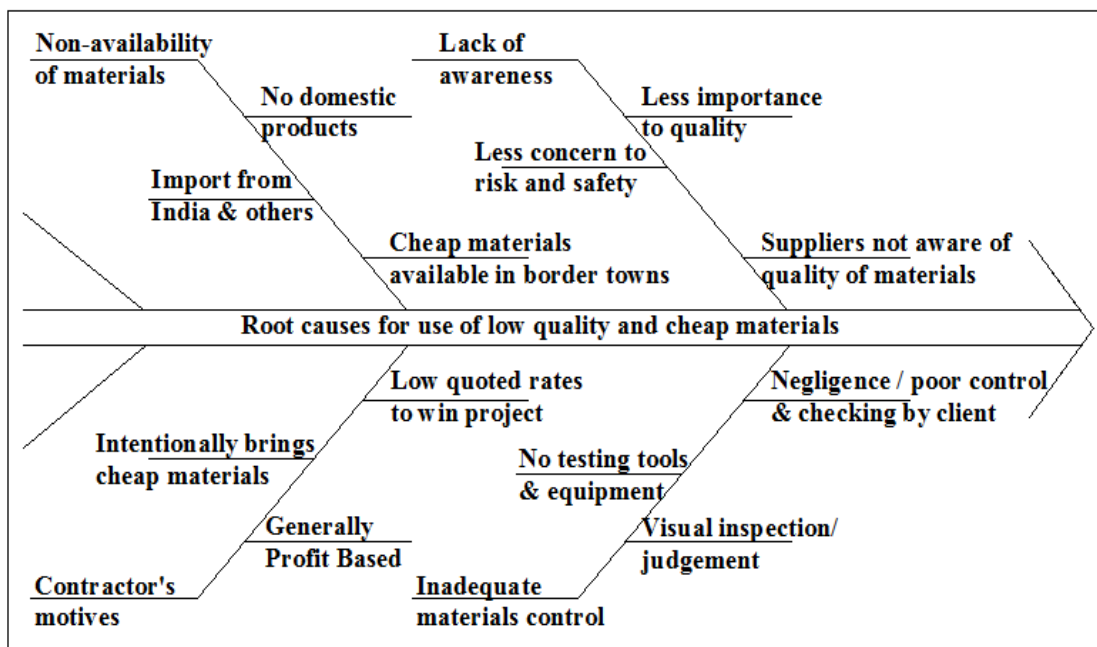 Non-availability
of materials
No domestic
products
Import from
India & others
Cheap materials
available in border towns
Lack of
awareness
Less importance
to quality
Less concern to
risk and safety
Suppliers not aware of
quality of materials
Root causes for use of low quality and cheap materials
Low quoted rates
to win project
Intentionally brings
cheap materials
Generally
Profit Based
Contractor's
motives
Negligence / poor control
& checking by client
No testing tools
& equipment
Visual inspection/
judgement
Inadequate
materials control